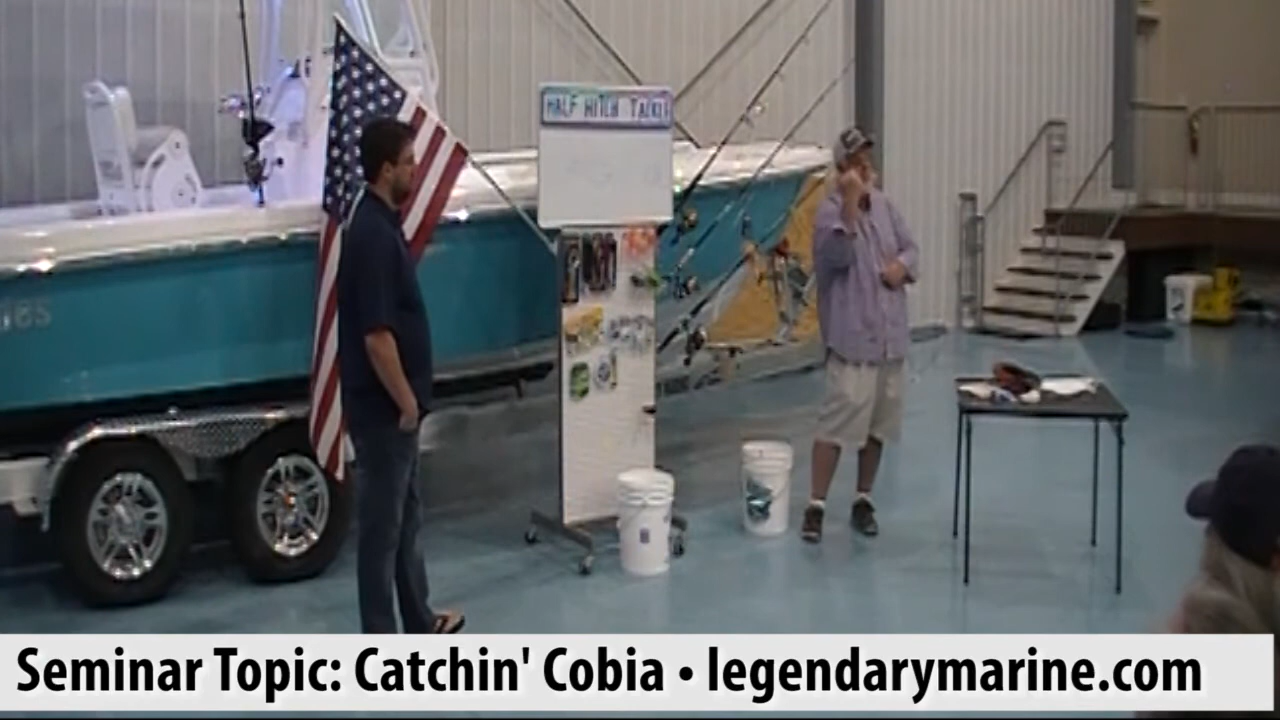 HALF HITCH TACKLE
Seminar Topic: Catchin' Cobia • legendarymarine.com